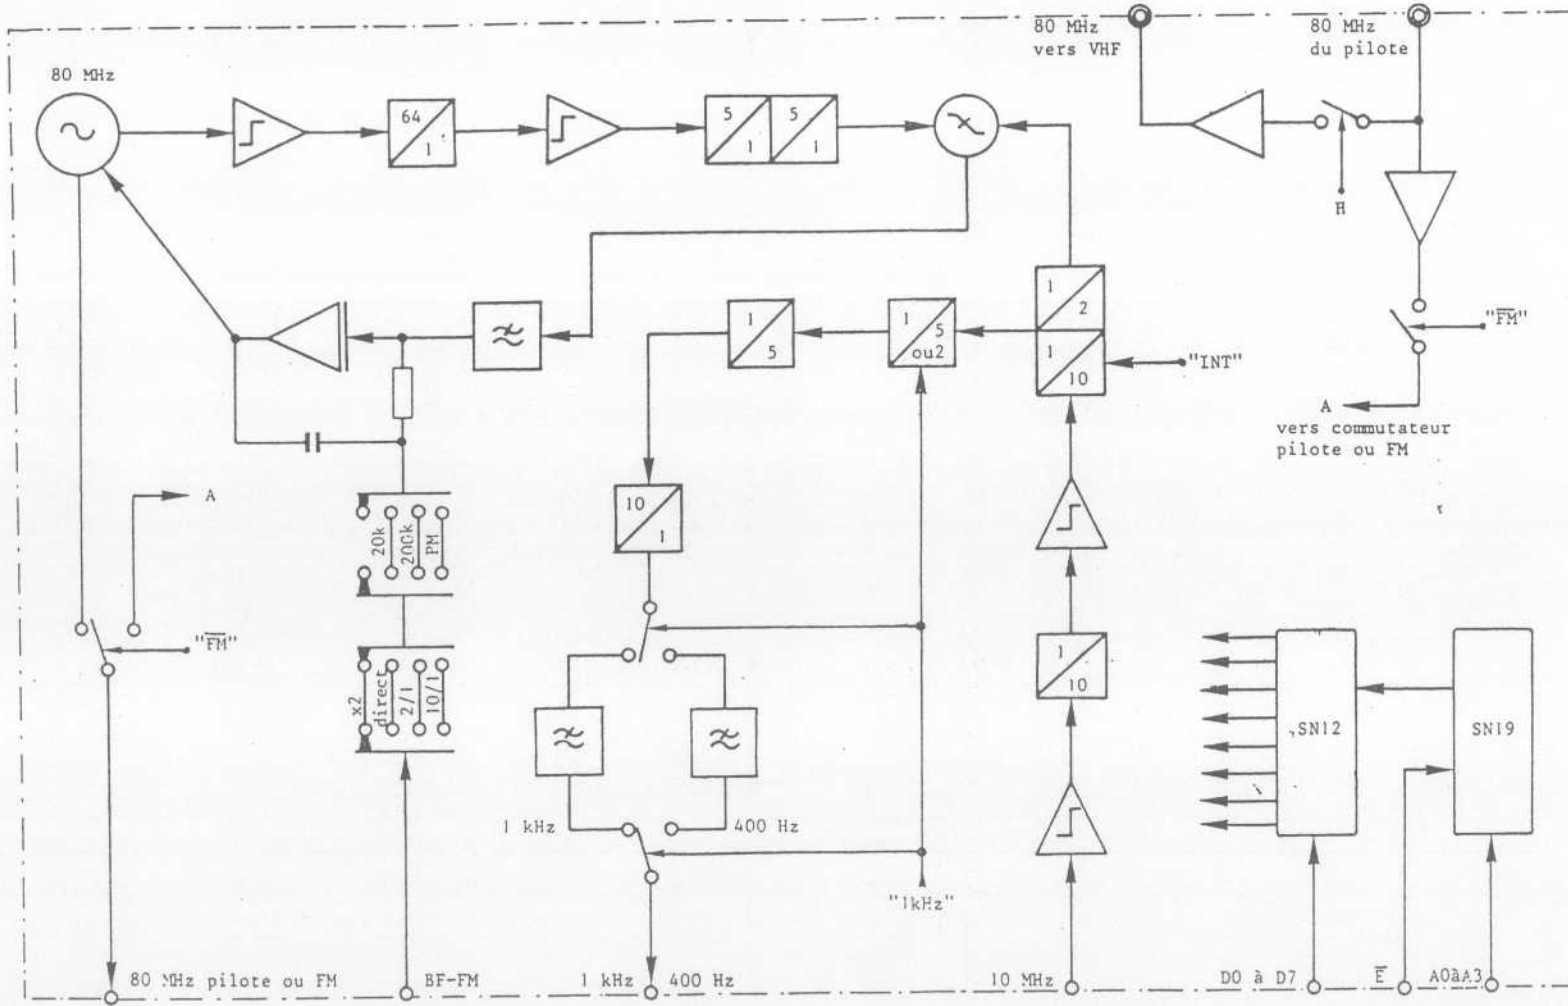 80 MHz
vers VHF
80 MHz
du pilote
80 MHz
64
1
5
1
5
1
H
1
2
1
10
"INT"
1
5
ou2
1
5
"FM̅"
A
vers commutateur
pilote ou FM
A
20k
200k
PM
10
1
"FM̅"
x2
direct
2/1
10/1
1
10
SN12
SN19
1 kHz
400 Hz
"1kHz"
80 MHz pilote ou FM
BF-FM
1 kHz
400 Hz
10 MHz
D0 à D7
E̅
A0àA3